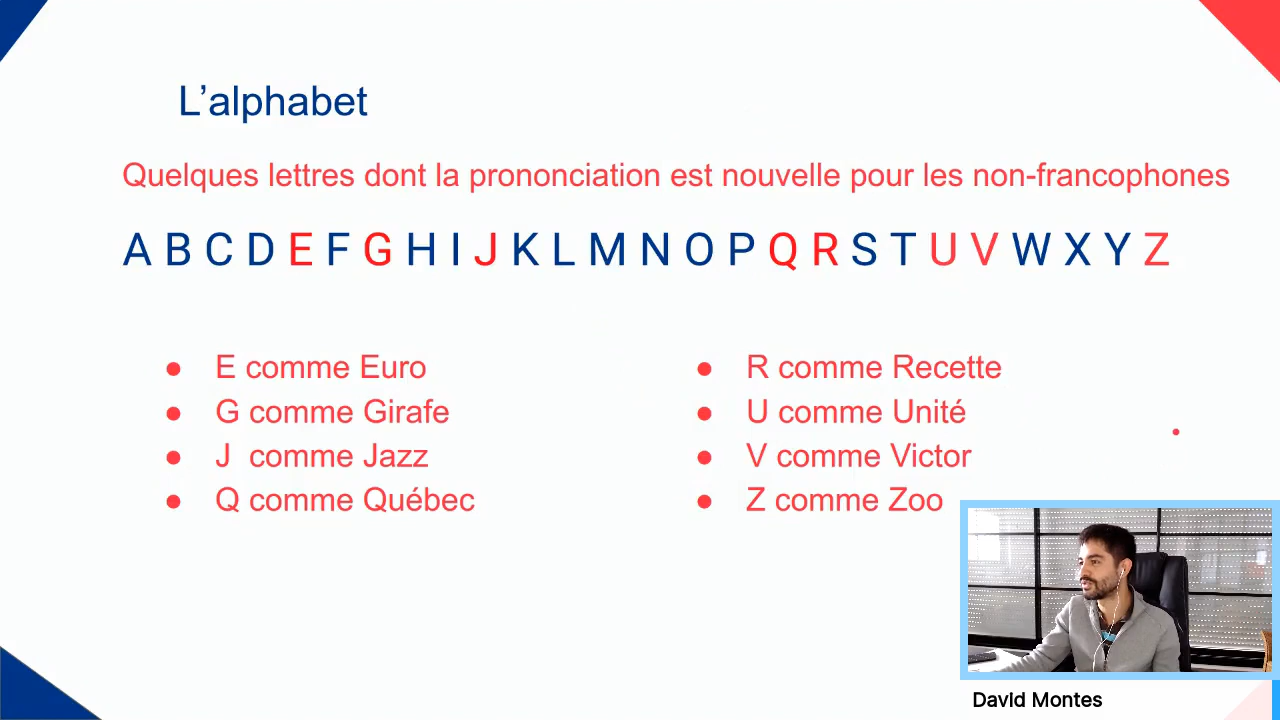 L’alphabet
Quelques lettres dont la prononciation est nouvelle pour les non-francophones
A B C D E F G H I J K L M N O P Q R S T U V W X Y Z
● E comme Euro
● G comme Girafe
● J comme Jazz
● Q comme Québec
● R comme Recette
● U comme Unité
● V comme Victor
● Z comme Zoo
David Montes